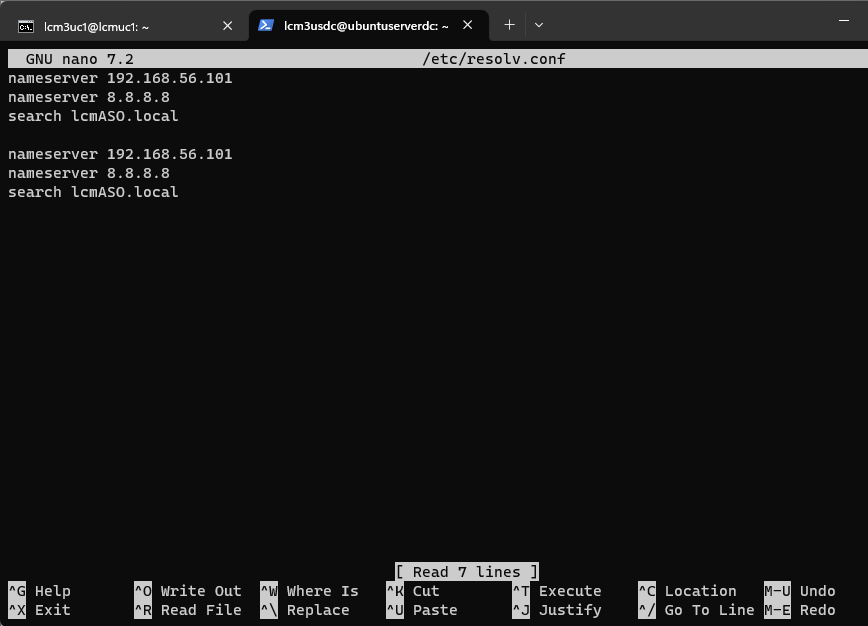 lcm3uc1@lcmuc1: ~
lcm3usdc@ubuntuserverdc: ~
GNU nano 7.2 /etc/resolv.conf
nameserver 192.168.56.101
nameserver 8.8.8.8
search lcmASO.local
nameserver 192.168.56.101
nameserver 8.8.8.8
search lcmASO.local
[ Read 7 lines ]
^G Help ^O Write Out ^W Where Is ^K Cut ^T Execute ^C Location M-U Undo
^X Exit ^R Read File ^\ Replace ^U Paste ^J Justify ^/ Go To Line M-E Redo